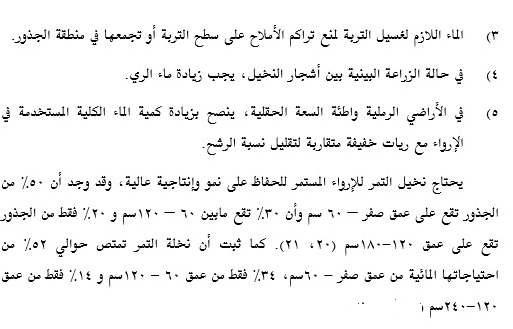 ٣) الماء اللازم لغسيل التربة لمنع تراكم الأملاح على سطح التربة أو تجمعها في منطقة الجذور.
٤) في حالة الزراعة البينية بين أشجار النخيل، يجب زيادة ماء الري.
٥) في الأراضي الرملية واطئة السعة الحقلية، ينصح بزيادة كمية الماء الكلية المستخدمة في
الإرواء مع ريات خفيفة متقاربة لتقليل نسبة الرشح.
يحتاج نخيل التمر للإرواء المستمر للحفاظ على نمو وإنتاجية عالية، وقد وجد أن ٥٠٪ من
الجذور تقع على عمق صفر – ٦٠ سم وأن ٣٠٪ تقع مابين ٦٠ – ١٢٠سم و ٢٠٪ فقط من الجذور
تقع على عمق ١٢٠–١٨٠سم (٢٠، ٢١). كما ثبت أن نخلة التمر تمتص حوالي ٥٢٪ من
احتياجاتها المائية من عمق صفر – ٦٠سم، ٣٤٪ فقط من عمق ٦٠ – ١٢٠سم و ١٤٪ فقط من عمق
١٢٠–٢٤٠سم